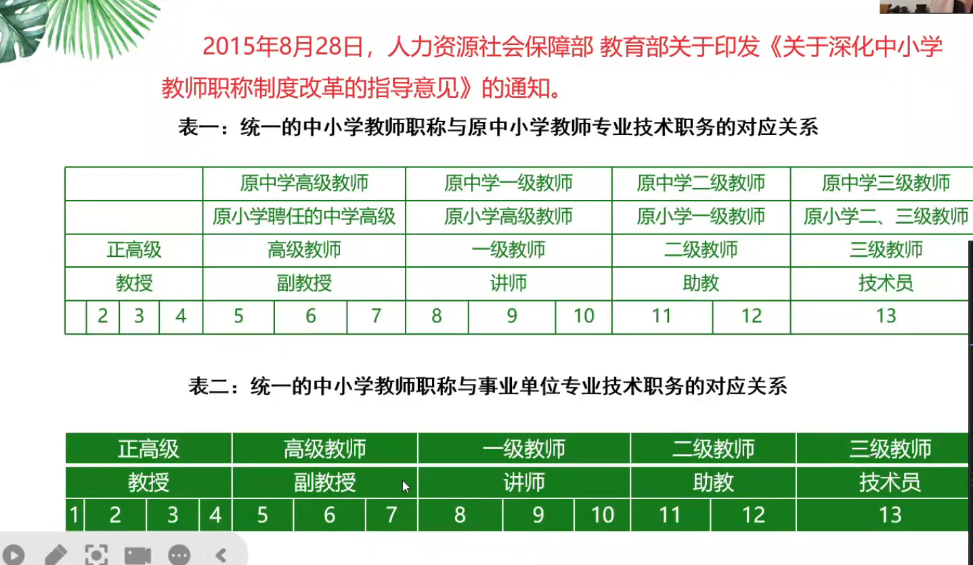 2015年8月28日，人力资源社会保障部 教育部关于印发《关于深化中小学
教师职称制度改革的指导意见》的通知。
表一：统一的中小学教师职称与原中小学教师专业技术职务的对应关系
原中学高级教师 原中学一级教师 原中学二级教师 原中学三级教师
原小学聘任的中学高级 原小学高级教师 原小学一级教师 原小学二、三级教师
正高级 高级教师 一级教师 二级教师 三级教师
教授 副教授 讲师 助教 技术员
2 3 4 5 6 7 8 9 10 11 12 13
表二：统一的中小学教师职称与事业单位专业技术职务的对应关系
正高级 高级教师 一级教师 二级教师 三级教师
教授 副教授 讲师 助教 技术员
1 2 3 4 5 6 7 8 9 10 11 12 13